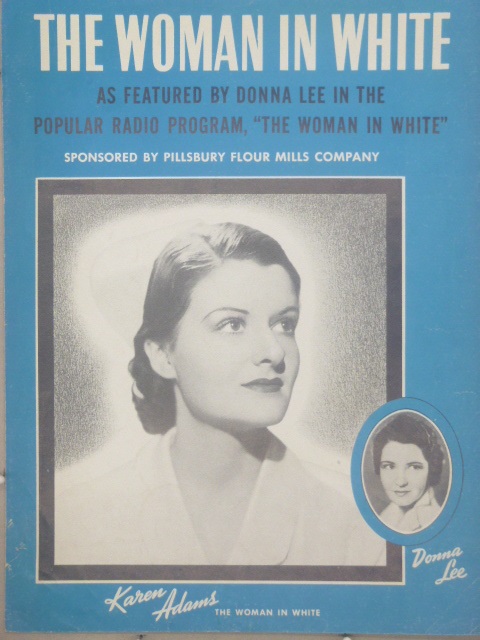 THE WOMAN IN WHITE
AS FEATURED BY DONNA LEE IN THE
POPULAR RADIO PROGRAM, "THE WOMAN IN WHITE"
SPONSORED BY PILLSBURY FLOUR MILLS COMPANY
Donna
Lee
Karen
Adams
THE WOMAN IN WHITE